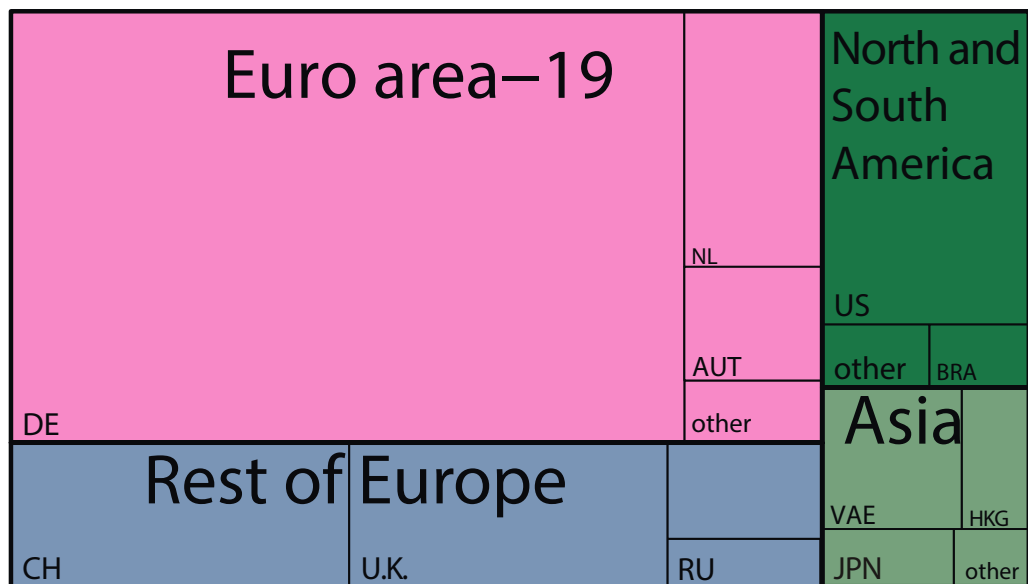 Euro area–19
DE
NL
AUT
other
Rest of Europe
CH
U.K.
RU
North and
South
America
US
other
BRA
Asia
VAE
HKG
JPN
other